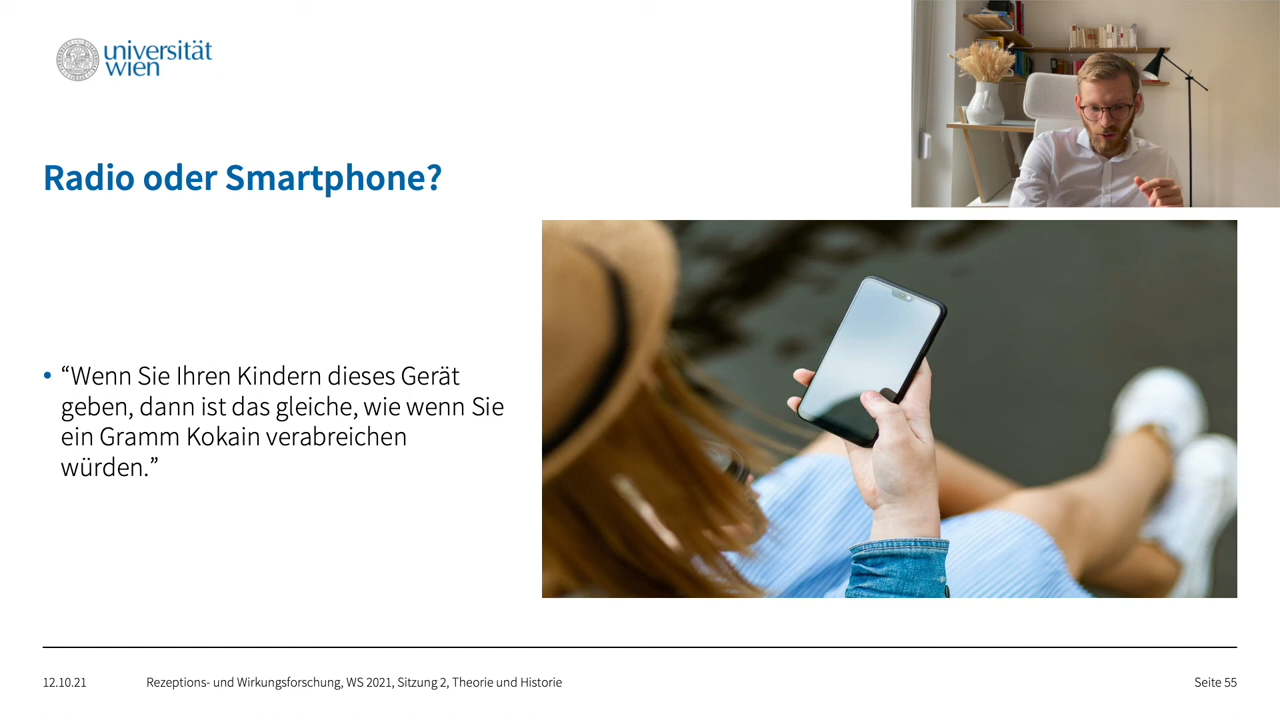 universität
wien
Radio oder Smartphone?
• “Wenn Sie Ihren Kindern dieses Gerät
geben, dann ist das gleiche, wie wenn Sie
ein Gramm Kokain verabreichen
würden.”
12.10.21 Rezeptions- und Wirkungsforschung, WS 2021, Sitzung 2, Theorie und Historie Seite 55